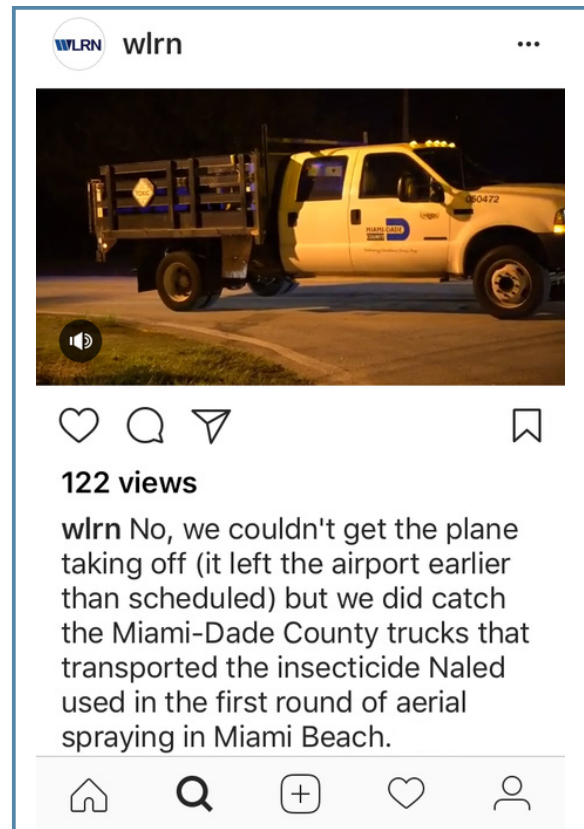 WLRN wlrn
TOXIC
050472
MIAMI-DADE
COUNTY
122 views
wlrn No, we couldn't get the plane
taking off (it left the airport earlier
than scheduled) but we did catch
the Miami-Dade County trucks that
transported the insecticide Naled
used in the first round of aerial
spraying in Miami Beach.